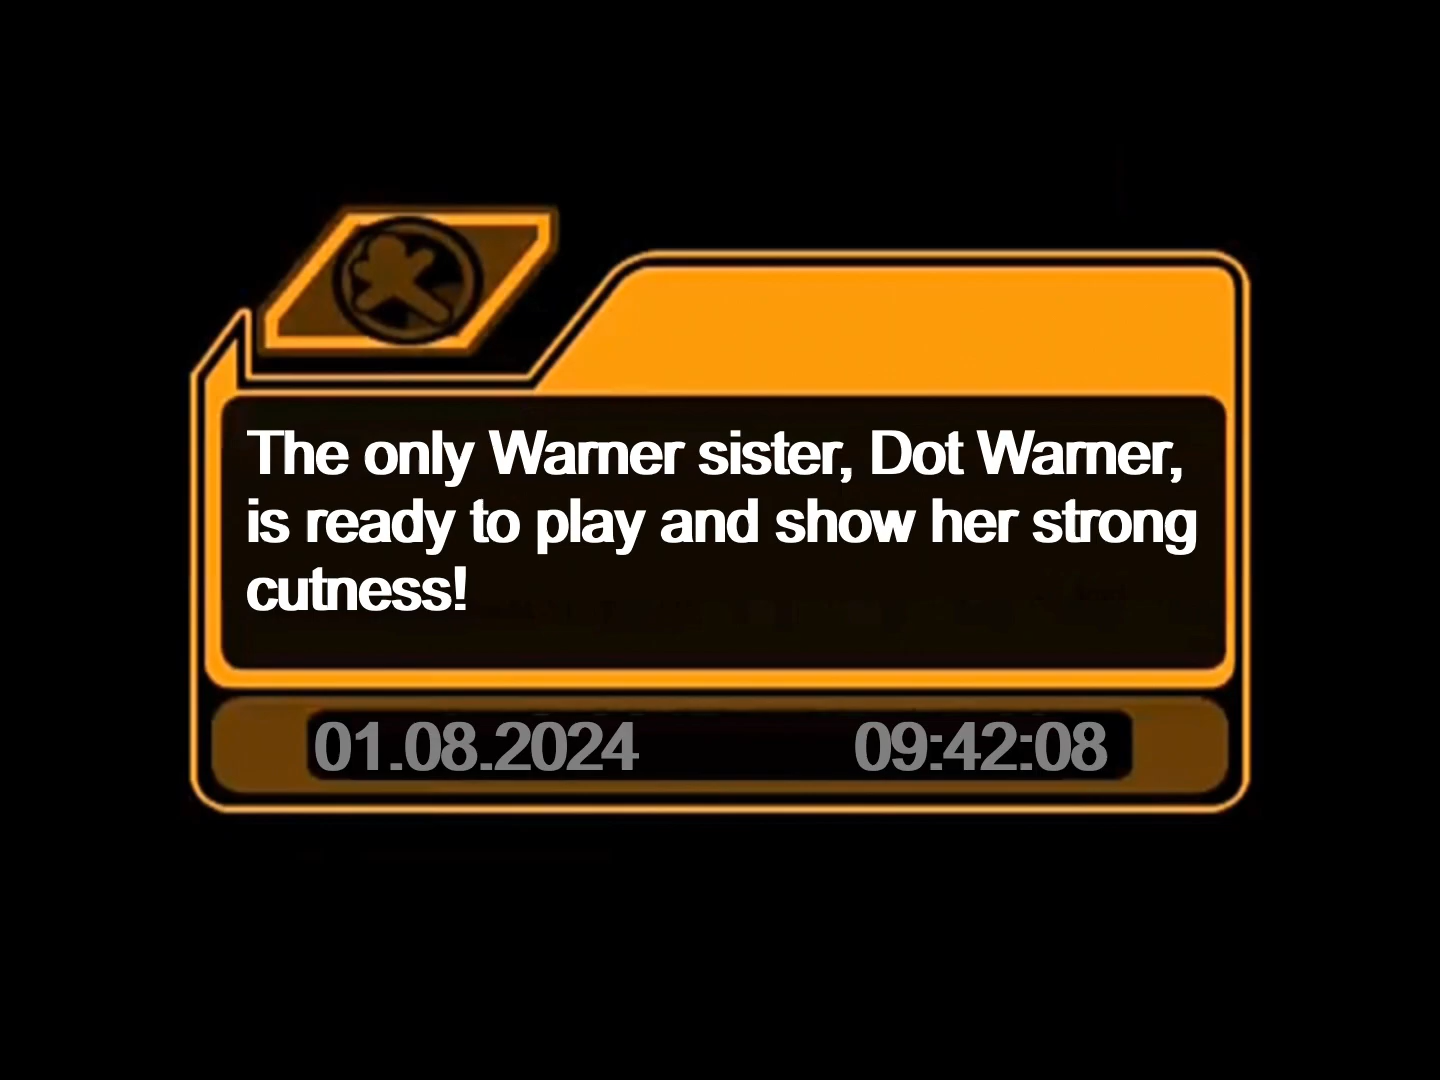 The only Warner sister, Dot Warner,
is ready to play and show her strong
cutness!
01.08.2024 09:42:08